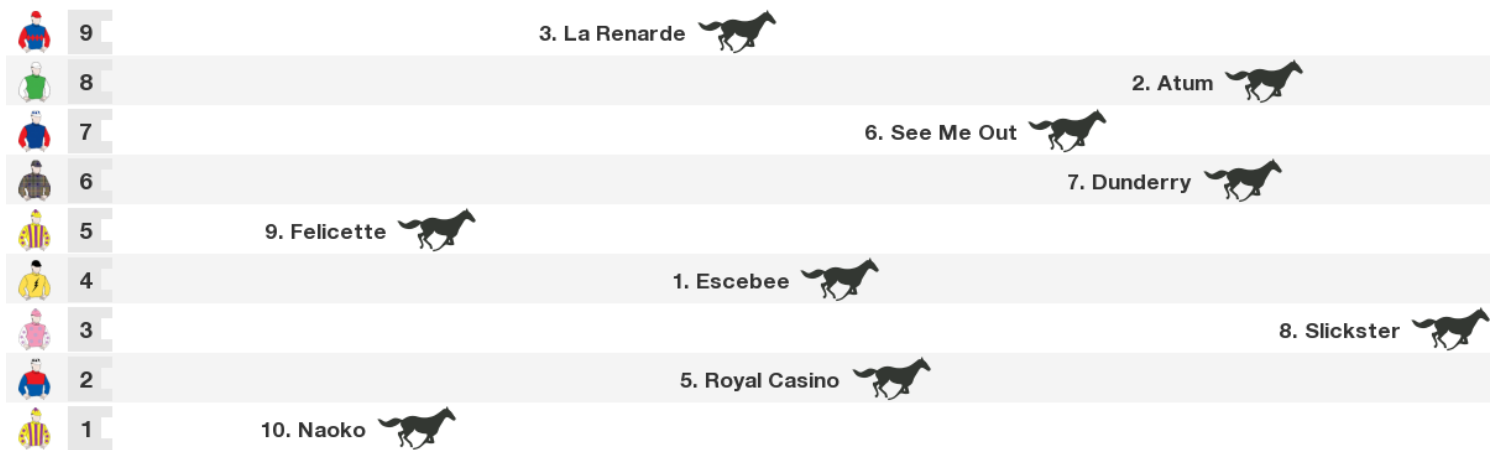 9 3. La Renarde
8 2. Atum
7 6. See Me Out
6 7. Dunderry
5 9. Felicette
4 1. Escebee
3 8. Slickster
2 5. Royal Casino
1 10. Naoko